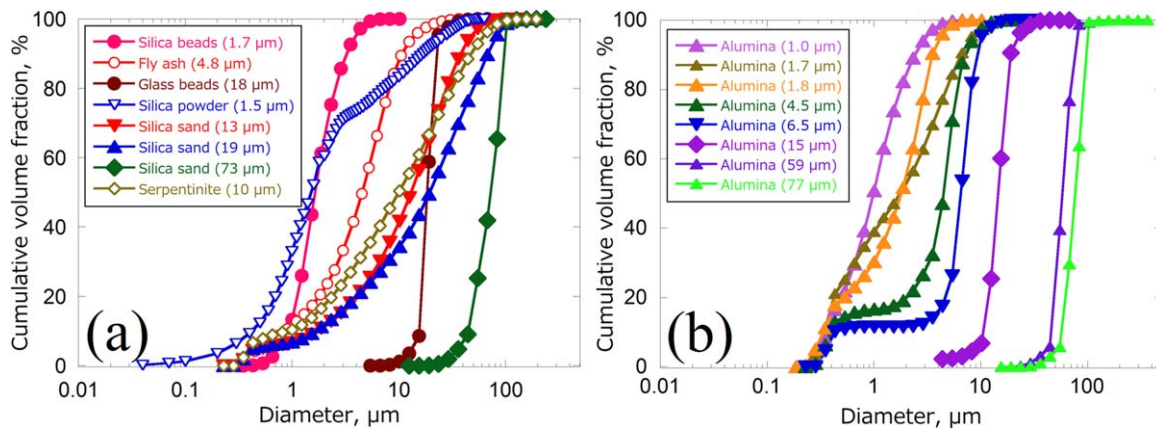 Cumulative volume fraction, %
100
80
60
40
20
0
Silica beads (1.7 µm)
Fly ash (4.8 µm)
Glass beads (18 µm)
Silica powder (1.5 µm)
Silica sand (13 µm)
Silica sand (19 µm)
Silica sand (73 µm)
Serpentinite (10 µm)
(a)
0.01 0.1 1 10 100
Diameter, µm
Cumulative volume fraction, %
100
80
60
40
20
0
Alumina (1.0 µm)
Alumina (1.7 µm)
Alumina (1.8 µm)
Alumina (4.5 µm)
Alumina (6.5 µm)
Alumina (15 µm)
Alumina (59 µm)
Alumina (77 µm)
(b)
0.01 0.1 1 10 100
Diameter, µm